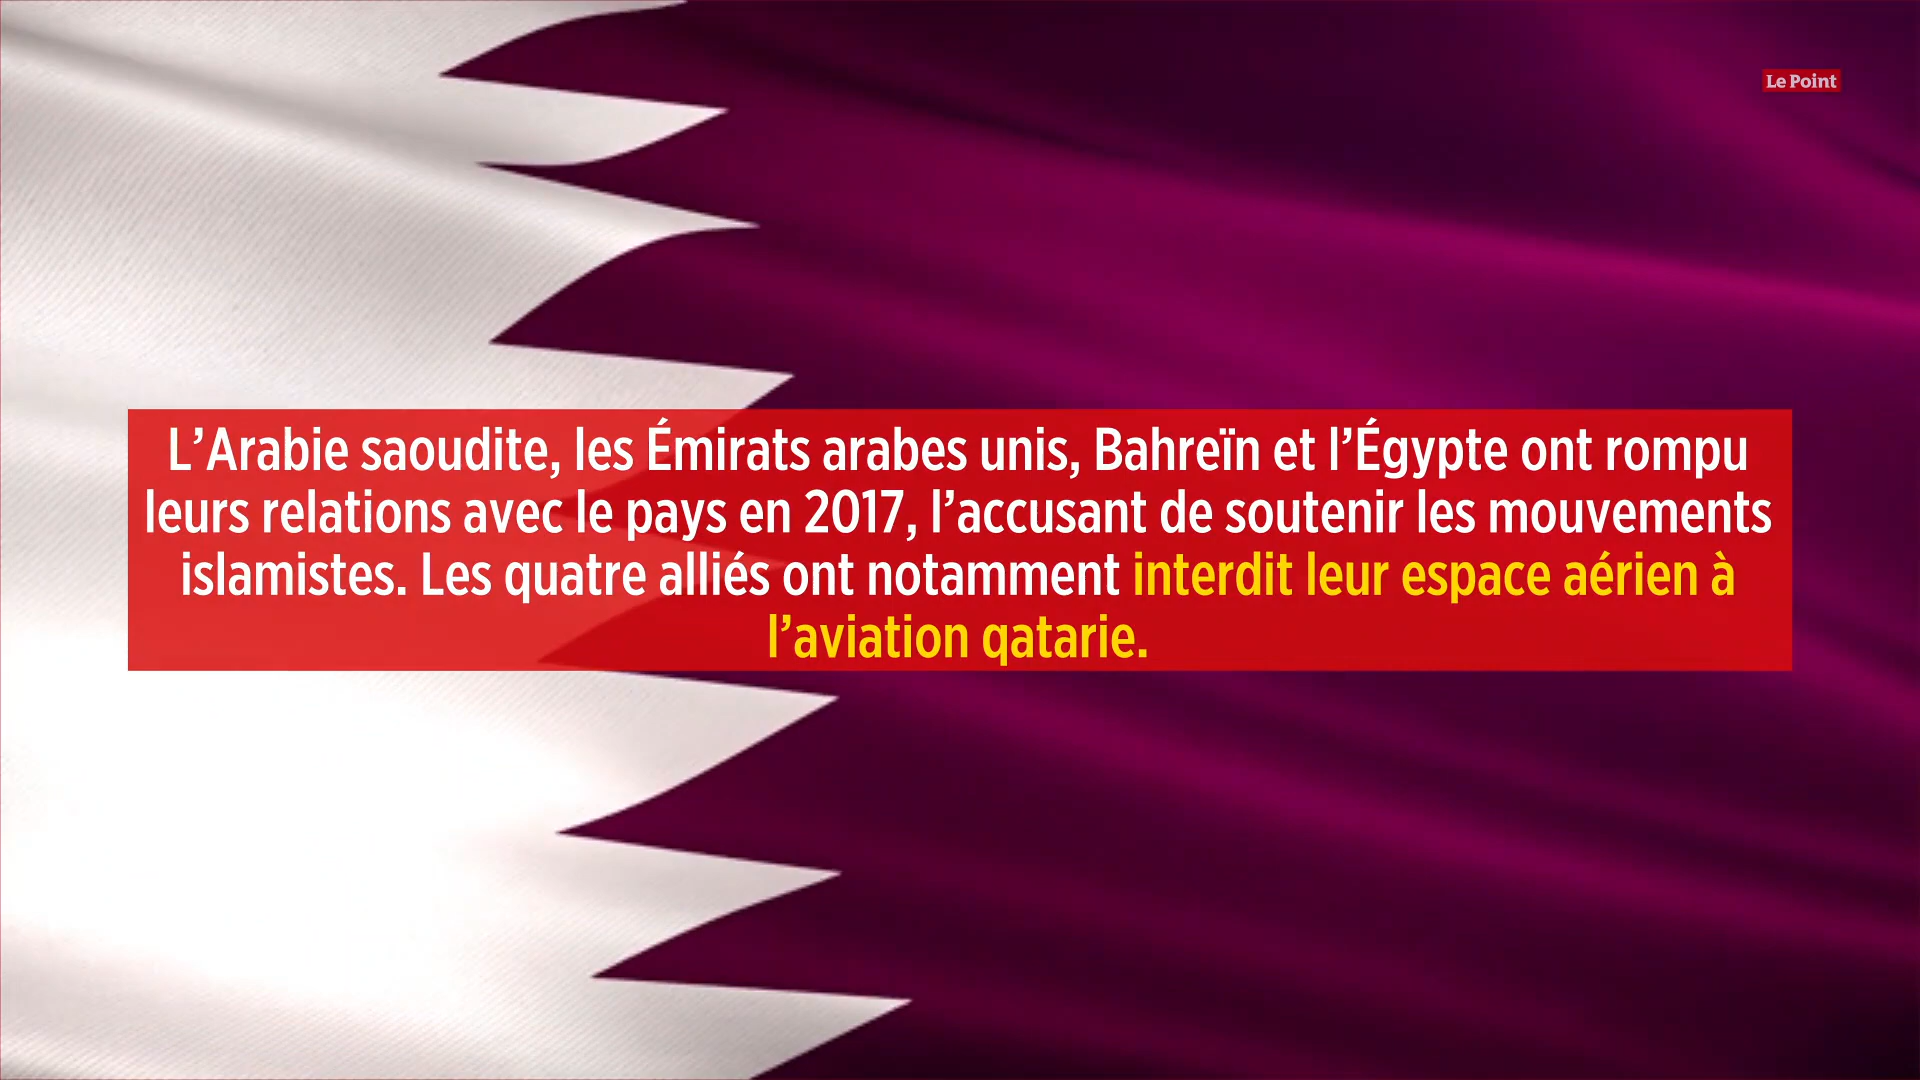 Le Point
L’Arabie saoudite, les Émirats arabes unis, Bahreïn et l’Égypte ont rompu
leurs relations avec le pays en 2017, l’accusant de soutenir les mouvements
islamistes. Les quatre alliés ont notamment interdit leur espace aérien à
l’aviation qatarie.